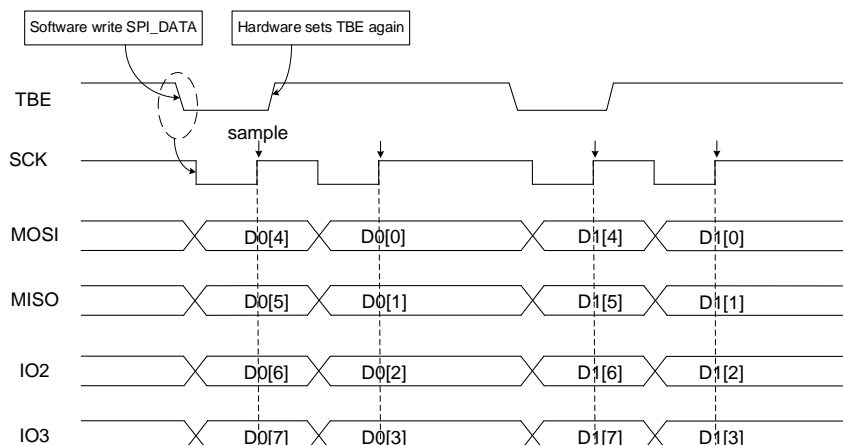 Software write SPI_DATA
Hardware sets TBE again
TBE
sample
SCK
MOSI D0[4] D0[0] D1[4] D1[0]
MISO D0[5] D0[1] D1[5] D1[1]
IO2 D0[6] D0[2] D1[6] D1[2]
IO3 D0[7] D0[3] D1[7] D1[3]